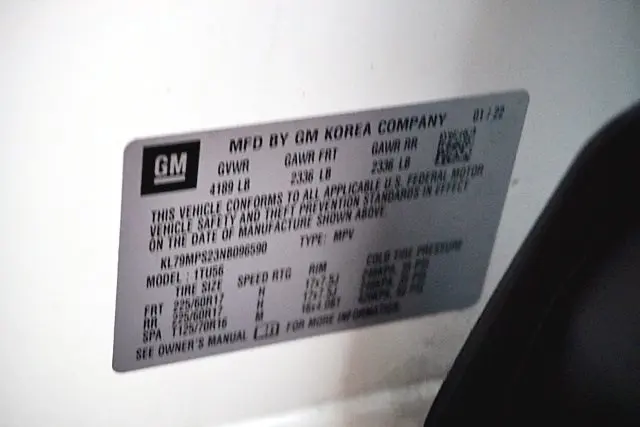 GM
MFD BY GM KOREA COMPANY 01/22
GVWR GAWR FRT GAWR RR
4189 LB 2336 LB 2336 LB
THIS VEHICLE CONFORMS TO ALL APPLICABLE U.S. FEDERAL MOTOR
VEHICLE SAFETY AND THEFT PREVENTION STANDARDS IN EFFECT
ON THE DATE OF MANUFACTURE SHOWN ABOVE.
KL79MPS23NB096590 TYPE: MPV
MODEL: 1TU56
TIRE SIZE SPEED RTG RIM COLD TIRE PRESSURE
FRT 225/60R17 H
RR 225/60R17 H
SPA T125/70R16 M
SEE OWNER'S MANUAL FOR MORE INFORMATION.